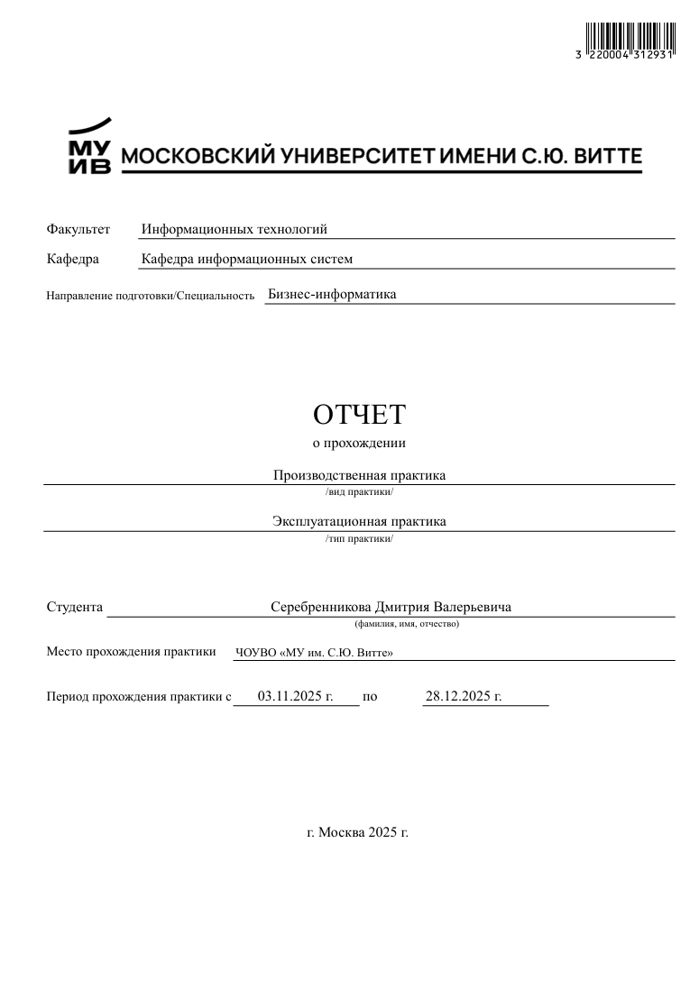 3 220004 312931
МУ ИВ МОСКОВСКИЙ УНИВЕРСИТЕТ ИМЕНИ С.Ю. ВИТТЕ
Факультет Информационных технологий
Кафедра Кафедра информационных систем
Направление подготовки/Специальность Бизнес-информатика
ОТЧЕТ
о прохождении
Производственная практика
/вид практики/
Эксплуатационная практика
/тип практики/
Студента Серебренникова Дмитрия Валерьевича
(фамилия, имя, отчество)
Место прохождения практики ЧОУВО «МУ им. С.Ю. Витте»
Период прохождения практики с 03.11.2025 г. по 28.12.2025 г.
г. Москва 2025 г.